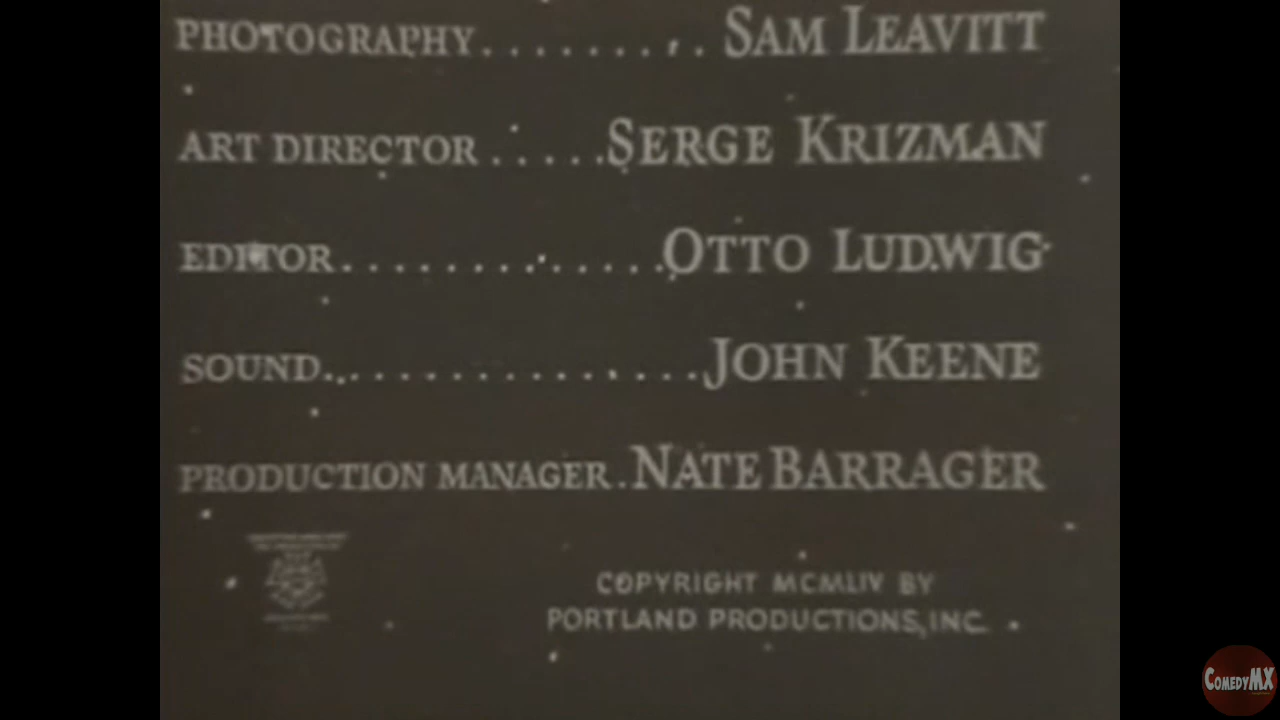 PHOTOGRAPHY......... SAM LEAVITT
ART DIRECTOR .....SERGE KRIZMAN
EDITOR.............OTTO LUDWIG
SOUND...............JOHN KEENE
PRODUCTION MANAGER.NATE BARRAGER
COPYRIGHT MCMLIV BY
PORTLAND PRODUCTIONS, INC.
COMEDYMX